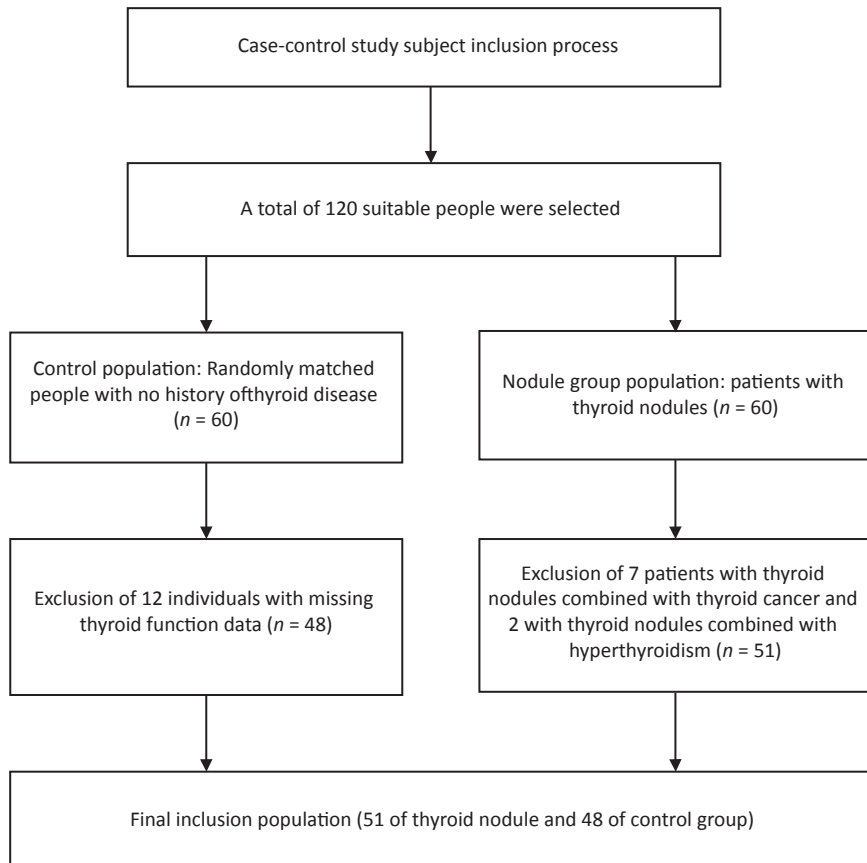 Case-control study subject inclusion process
A total of 120 suitable people were selected
Control population: Randomly matched
people with no history ofthyroid disease
(n = 60)
Nodule group population: patients with
thyroid nodules (n = 60)
Exclusion of 12 individuals with missing
thyroid function data (n = 48)
Exclusion of 7 patients with thyroid
nodules combined with thyroid cancer and
2 with thyroid nodules combined with
hyperthyroidism (n = 51)
Final inclusion population (51 of thyroid nodule and 48 of control group)